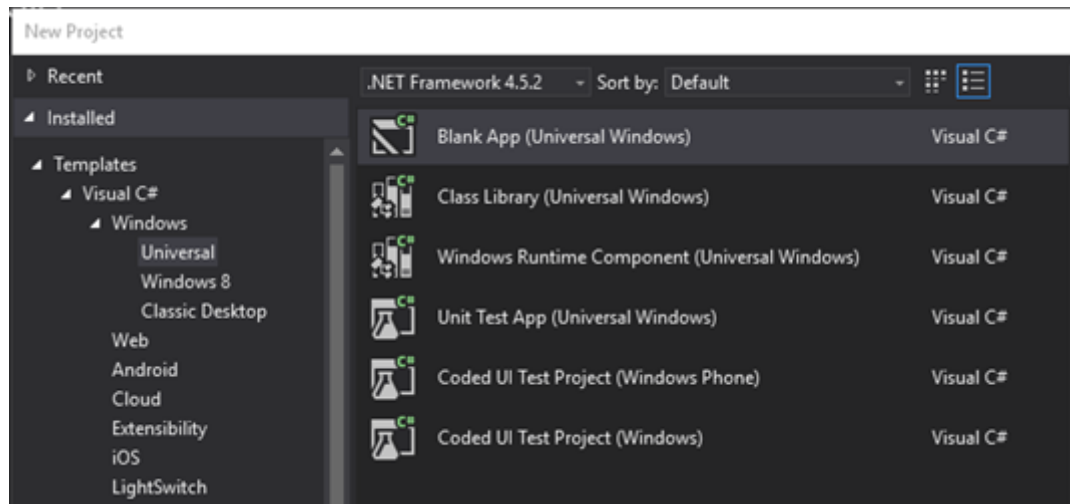 New Project
Recent
Installed
Templates
Visual C#
Windows
Universal
Windows 8
Classic Desktop
Web
Android
Cloud
Extensibility
iOS
LightSwitch
.NET Framework 4.5.2 Sort by: Default
C# Blank App (Universal Windows) Visual C#
C# Class Library (Universal Windows) Visual C#
C# Windows Runtime Component (Universal Windows) Visual C#
C# Unit Test App (Universal Windows) Visual C#
C# Coded UI Test Project (Windows Phone) Visual C#
C# Coded UI Test Project (Windows) Visual C#